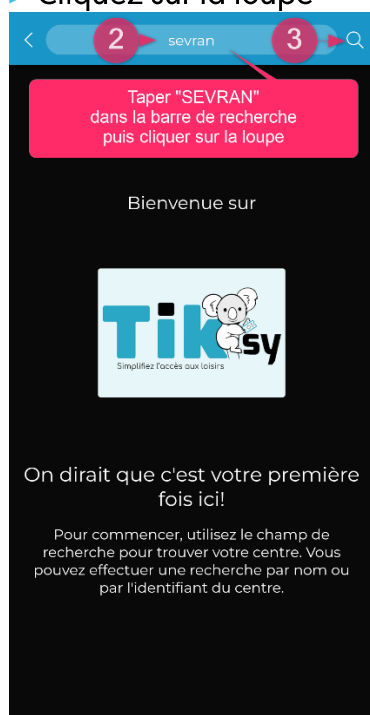 Cliquez sur la loupe
2 sevran 3
Taper "SEVRAN"
dans la barre de recherche
puis cliquer sur la loupe
Bienvenue sur
Tiksy
Simplifiez l'accès aux loisirs
On dirait que c'est votre première
fois ici!
Pour commencer, utilisez le champ de
recherche pour trouver votre centre. Vous
pouvez effectuer une recherche par nom ou
par l'identifiant du centre.